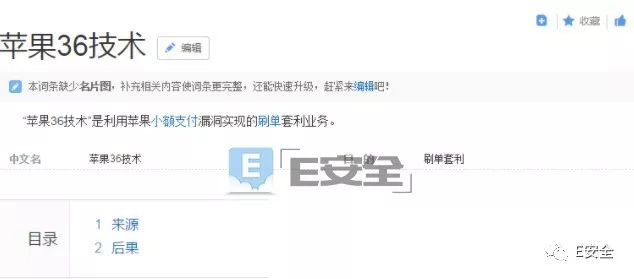 收藏
苹果36技术
编辑
本词条缺少名片图，补充相关内容使词条更完整，还能快速升级，赶紧来编辑吧！
“苹果36技术”是利用苹果小额支付漏洞实现的刷单套利业务。
中文名 苹果36技术 目的 刷单套利
E安全
目录
1 来源
2 后果
E安全